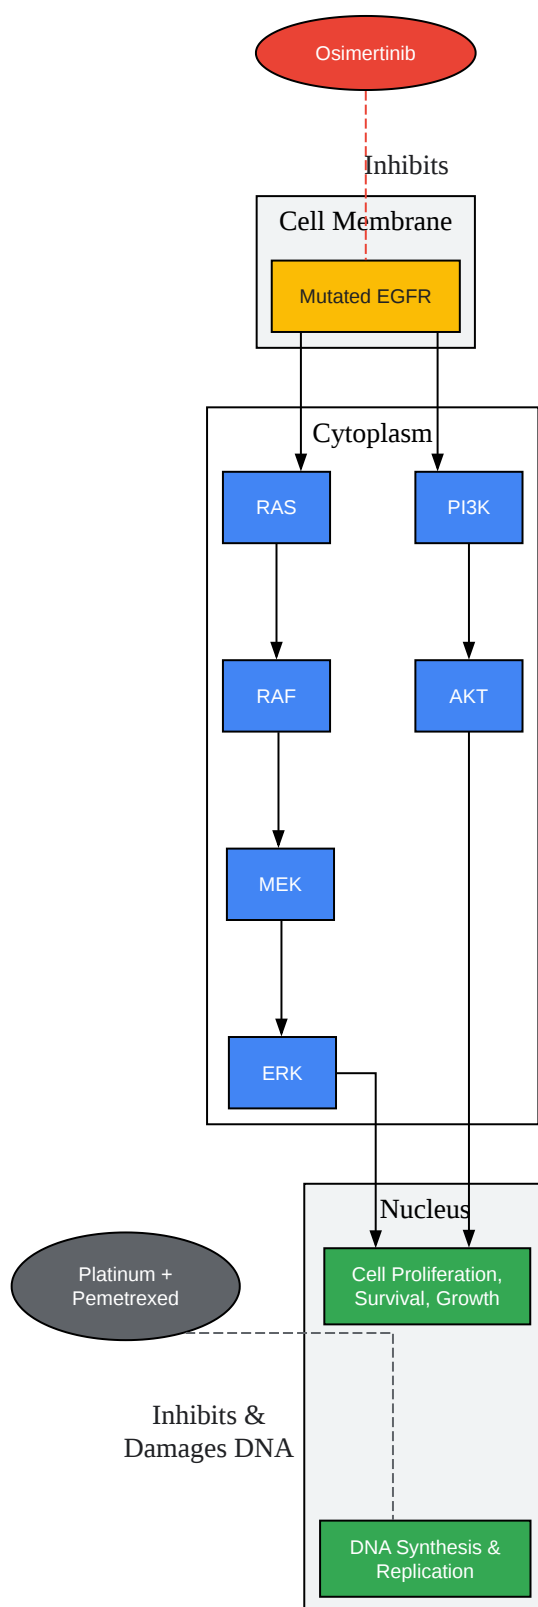 Osimertinib
Inhibits
Cell Membrane
Mutated EGFR
Cytoplasm
RAS
PI3K
RAF
AKT
MEK
ERK
Nucleus
Platinum +
Pemetrexed
Cell Proliferation,
Survival, Growth
Inhibits &
Damages DNA
DNA Synthesis &
Replication